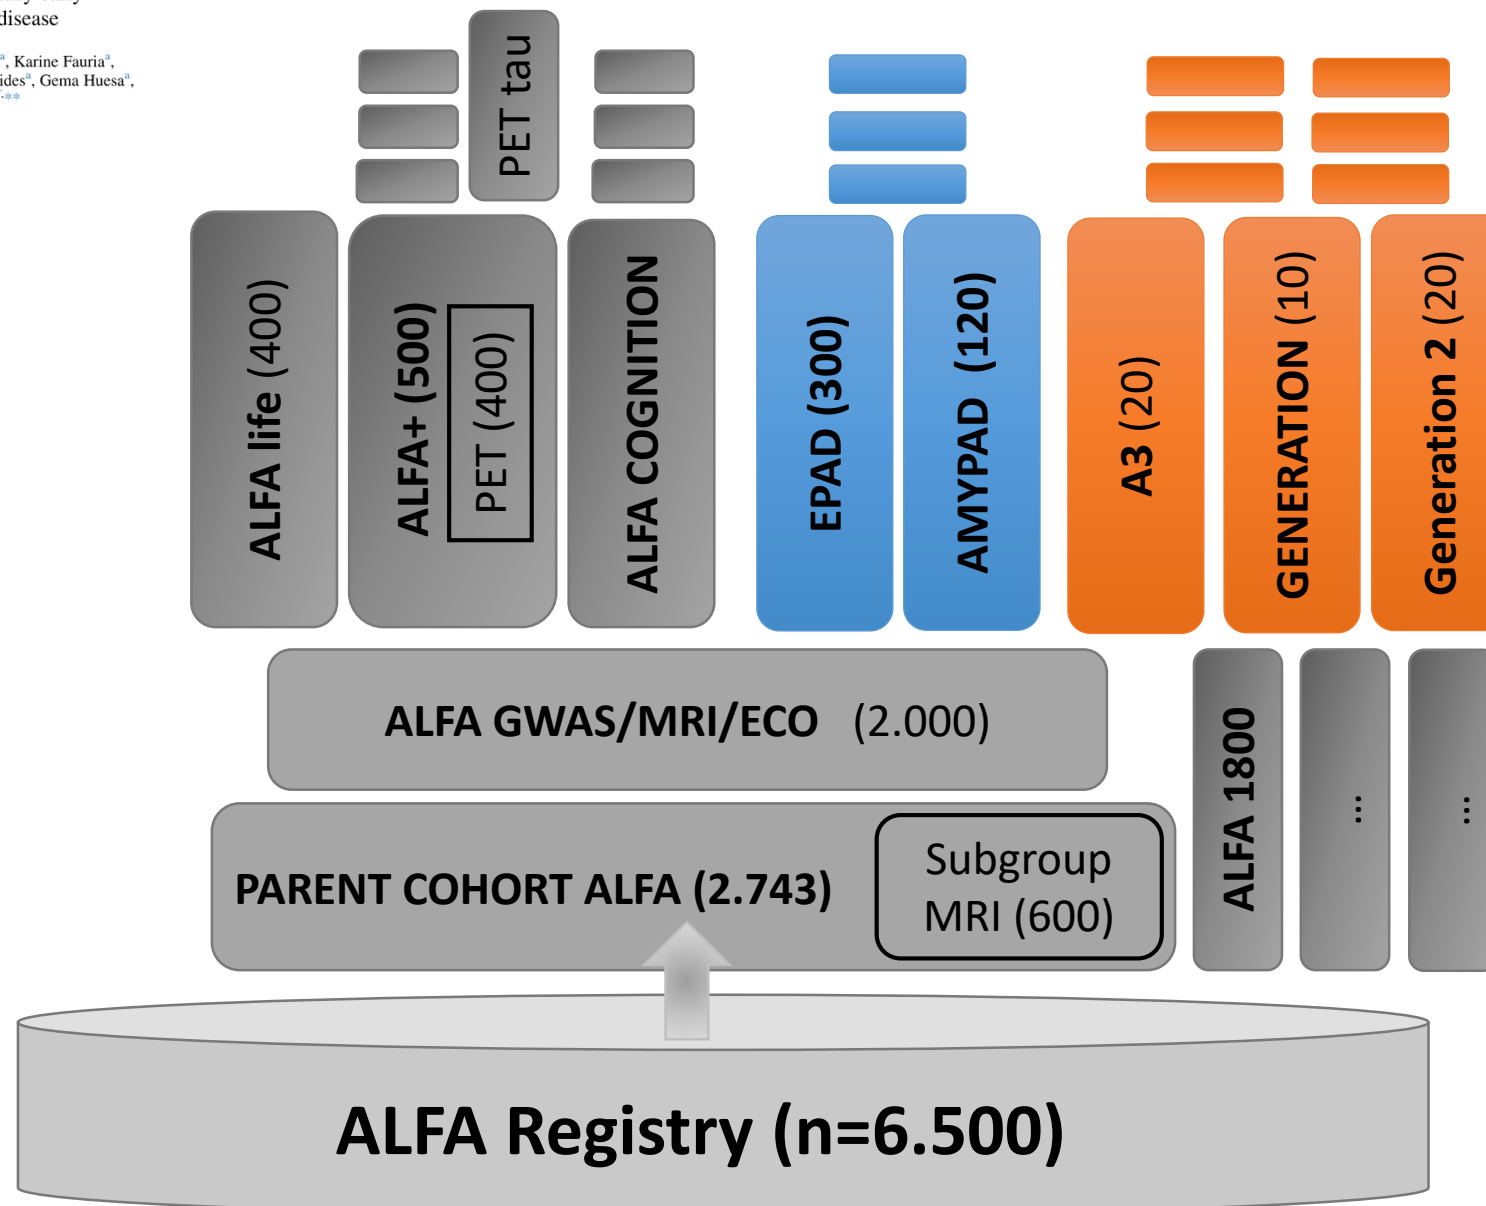 disease
, Karine Fauria
, Gema Huesa
PET tau
ALFA life (400)
ALFA+ (500)
PET (400)
ALFA COGNITION
EPAD (300)
AMYPAD (120)
A3 (20)
GENERATION (10)
Generation 2 (20)
ALFA GWAS/MRI/ECO (2.000)
PARENT COHORT ALFA (2.743)
Subgroup
MRI (600)
ALFA 1800
...
...
ALFA Registry (n=6.500)